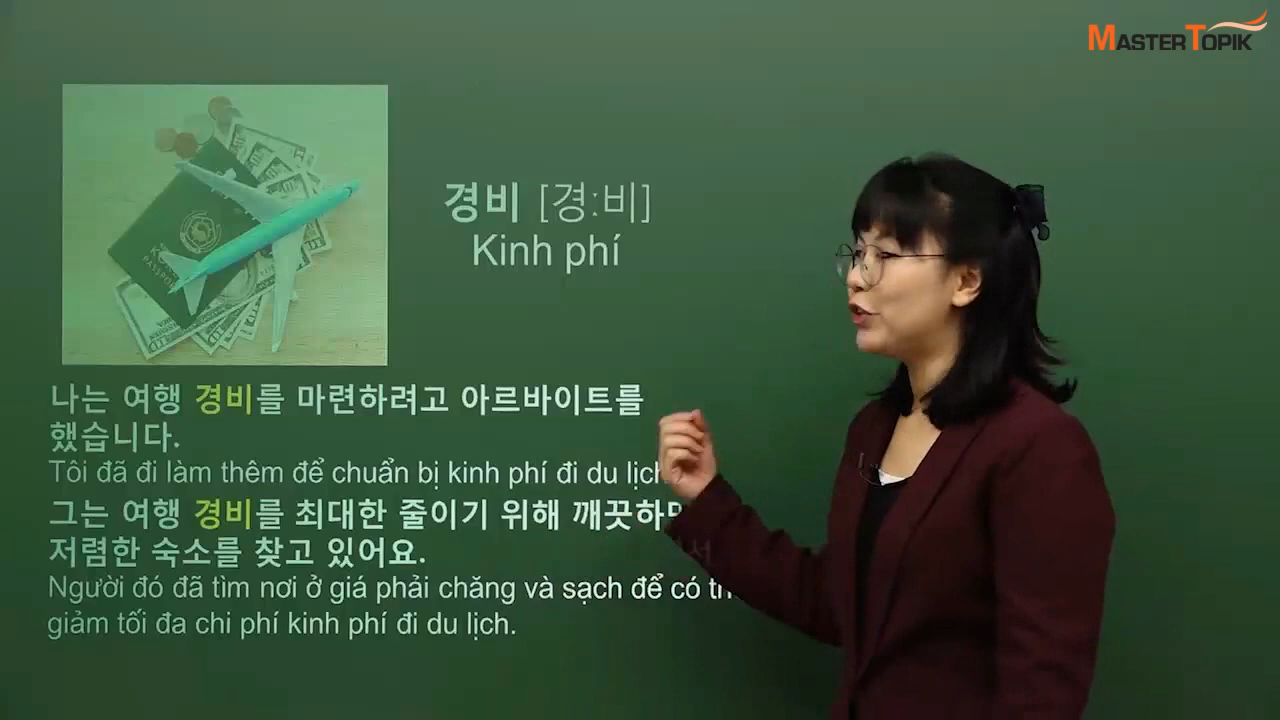 MASTER TOPIK
경비 [경ː비]
Kinh phí
나는 여행 경비를 마련하려고 아르바이트를
했습니다.
Tôi đã đi làm thêm để chuẩn bị kinh phí đi du lịch
그는 여행 경비를 최대한 줄이기 위해 깨끗하면
저렴한 숙소를 찾고 있어요.
Người đó đã tìm nơi ở giá phải chăng và sạch để có
giảm tối đa chi phí kinh phí đi du lịch.